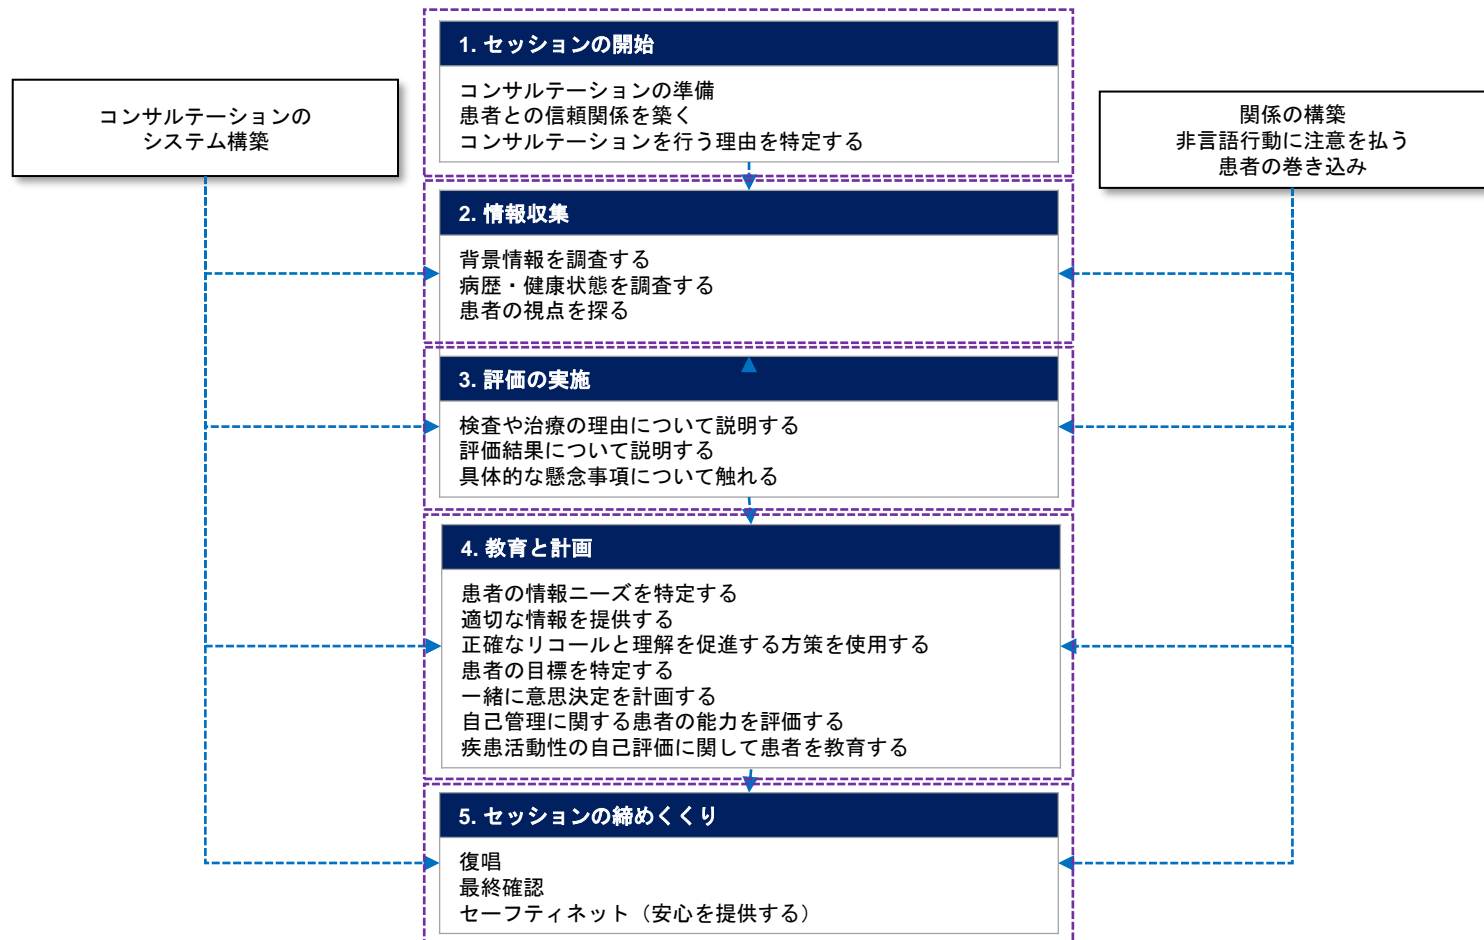 1. セッションの開始
コンサルテーションの準備
患者との信頼関係を築く
コンサルテーションを行う理由を特定する
コンサルテーションの
システム構築
関係の構築
非言語行動に注意を払う
患者の巻き込み
2. 情報収集
背景情報を調査する
病歴・健康状態を調査する
患者の視点を探る
3. 評価の実施
検査や治療の理由について説明する
評価結果について説明する
具体的な懸念事項について触れる
4. 教育と計画
患者の情報ニーズを特定する
適切な情報を提供する
正確なリコールと理解を促進する方策を使用する
患者の目標を特定する
一緒に意思決定を計画する
自己管理に関する患者の能力を評価する
疾患活動性の自己評価に関して患者を教育する
5. セッションの締めくくり
復唱
最終確認
セーフティネット（安心を提供する）